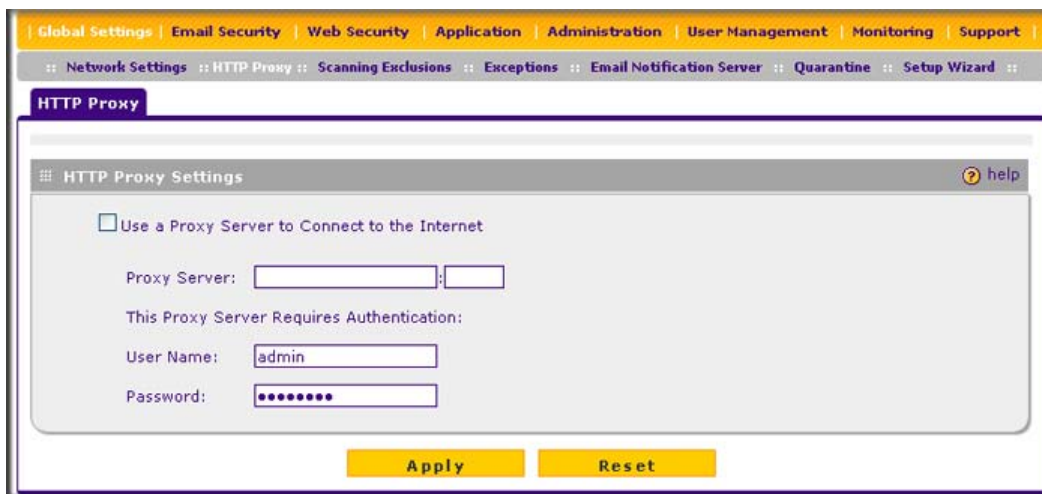 | Global Settings | Email Security | Web Security | Application | Administration | User Management | Monitoring | Support |
:: Network Settings :: HTTP Proxy :: Scanning Exclusions :: Exceptions :: Email Notification Server :: Quarantine :: Setup Wizard ::
HTTP Proxy
HTTP Proxy Settings
? help
Use a Proxy Server to Connect to the Internet
Proxy Server: :
This Proxy Server Requires Authentication:
User Name: admin
Password: ••••••••
Apply Reset